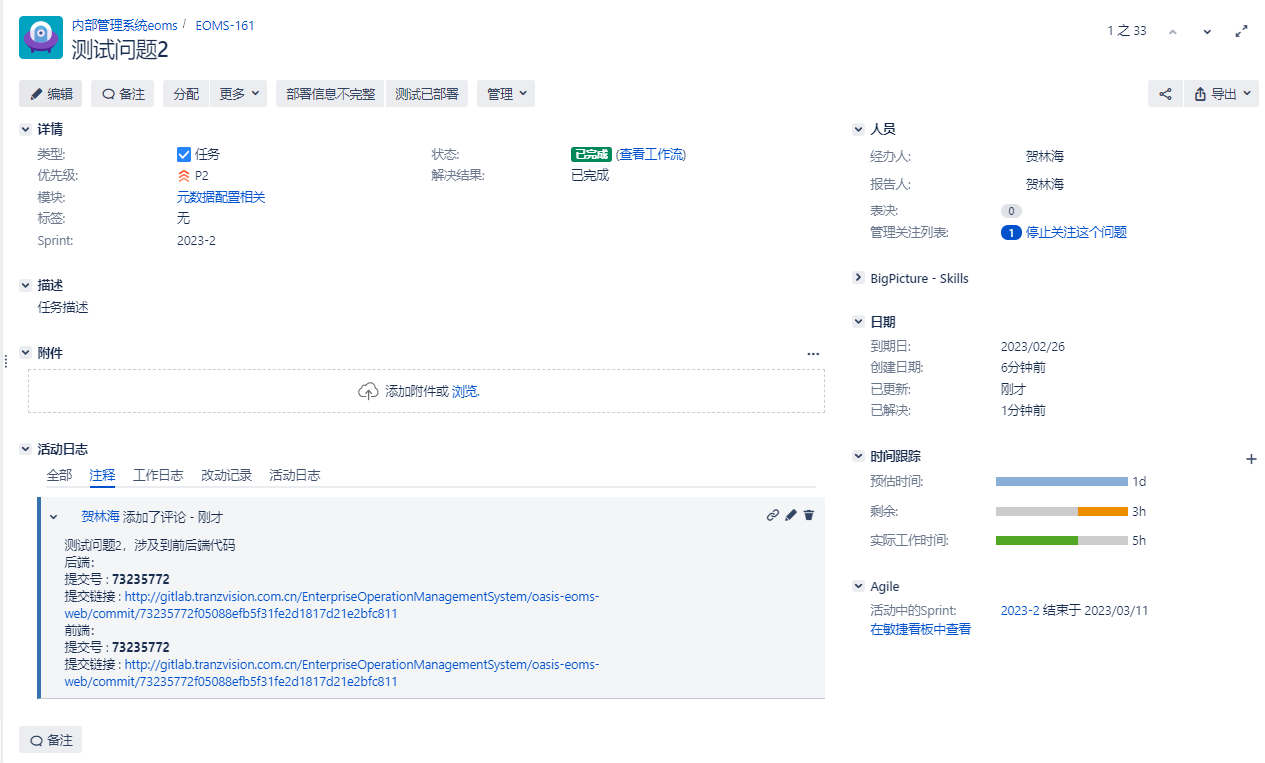 内部管理系统eoms / EOMS-161
测试问题2
1 之 33
编辑 备注 分配 更多 部署信息不完整 测试已部署 管理 导出
详情
类型: 任务
状态: 已完成 (查看工作流)
优先级: P2
解决结果: 已完成
模块: 元数据配置相关
标签: 无
Sprint: 2023-2
描述
任务描述
附件
添加附件或 浏览.
活动日志
全部 注释 工作日志 改动记录 活动日志
贺林海 添加了评论 - 刚才
测试问题2，涉及到前后端代码
后端:
提交号 : 73235772
提交链接 : http://gitlab.tranzvision.com.cn/EnterpriseOperationManagementSystem/oasis-eoms-
web/commit/73235772f05088efb5f31fe2d1817d21e2bfc811
前端:
提交号 : 73235772
提交链接 : http://gitlab.tranzvision.com.cn/EnterpriseOperationManagementSystem/oasis-eoms-
web/commit/73235772f05088efb5f31fe2d1817d21e2bfc811
备注
人员
经办人: 贺林海
报告人: 贺林海
表决: 0
管理关注列表: 1 停止关注这个问题
BigPicture - Skills
日期
到期日: 2023/02/26
创建日期: 6分钟前
已更新: 刚才
已解决: 1分钟前
时间跟踪
预估时间: 1d
剩余: 3h
实际工作时间: 5h
Agile
活动中的Sprint: 2023-2 结束于 2023/03/11
在敏捷看板中查看